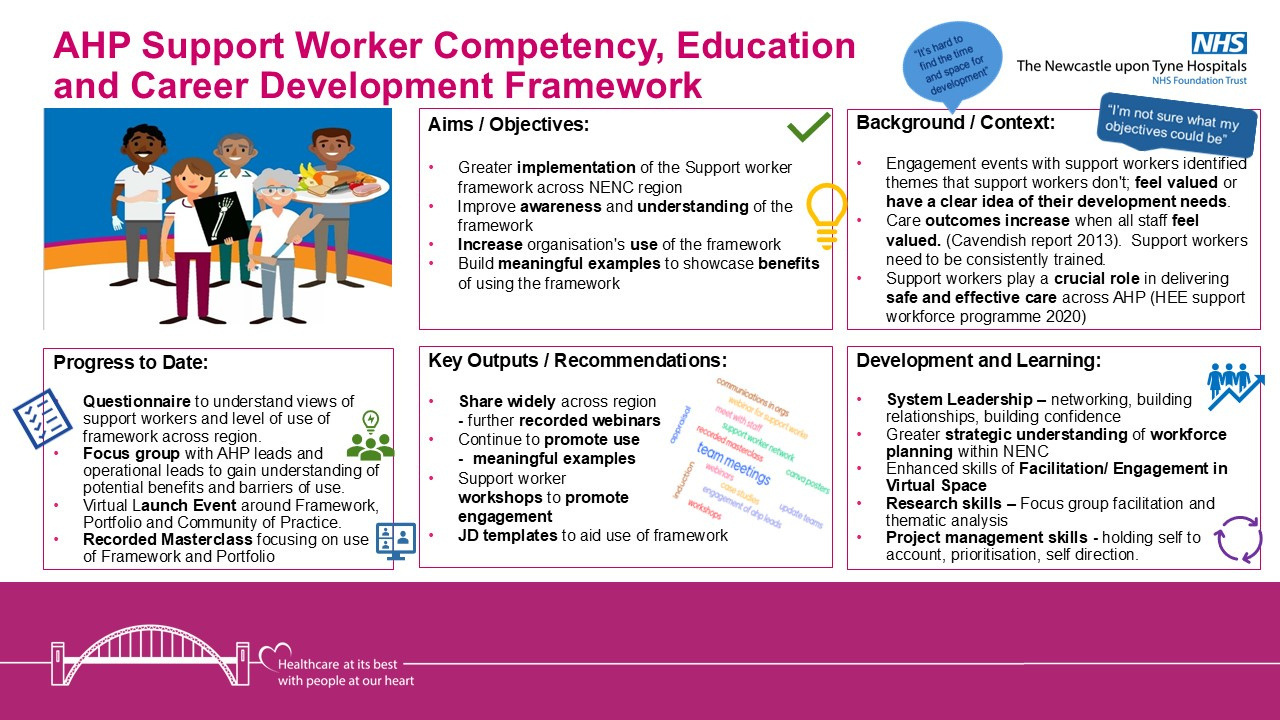 AHP Support Worker Competency, Education
and Career Development Framework
"It's hard to
find the time
and space for
development"
NHS
The Newcastle upon Tyne Hospitals
NHS Foundation Trust
Aims / Objectives:
• Greater implementation of the Support worker
framework across NENC region
• Improve awareness and understanding of the
framework
• Increase organisation's use of the framework
• Build meaningful examples to showcase benefits
of using the framework
Background / Context:
"I'm not sure what my
objectives could be"
• Engagement events with support workers identified
themes that support workers don't; feel valued or
have a clear idea of their development needs.
• Care outcomes increase when all staff feel
valued. (Cavendish report 2013). Support workers
need to be consistently trained.
• Support workers play a crucial role in delivering
safe and effective care across AHP (HEE support
workforce programme 2020)
Progress to Date:
• Questionnaire to understand views of
support workers and level of use of
framework across region.
• Focus group with AHP leads and
operational leads to gain understanding of
potential benefits and barriers of use.
• Virtual Launch Event around Framework,
Portfolio and Community of Practice.
• Recorded Masterclass focusing on use
of Framework and Portfolio
Key Outputs / Recommendations:
• Share widely across region
- further recorded webinars
• Continue to promote use
- meaningful examples
• Support worker
workshops to promote
engagement
• JD templates to aid use of framework
communications in orgs
webinar for support worke
meet with staff
appraisal
support worker network
recorded masterclass
team meetings
canva posters
webinars
induction
case studies
engagement of ahp leads
update teams
workshops
Development and Learning:
• System Leadership – networking, building
relationships, building confidence
• Greater strategic understanding of workforce
planning within NENC
• Enhanced skills of Facilitation/ Engagement in
Virtual Space
• Research skills – Focus group facilitation and
thematic analysis
• Project management skills - holding self to
account, prioritisation, self direction.
Healthcare at its best
with people at our heart